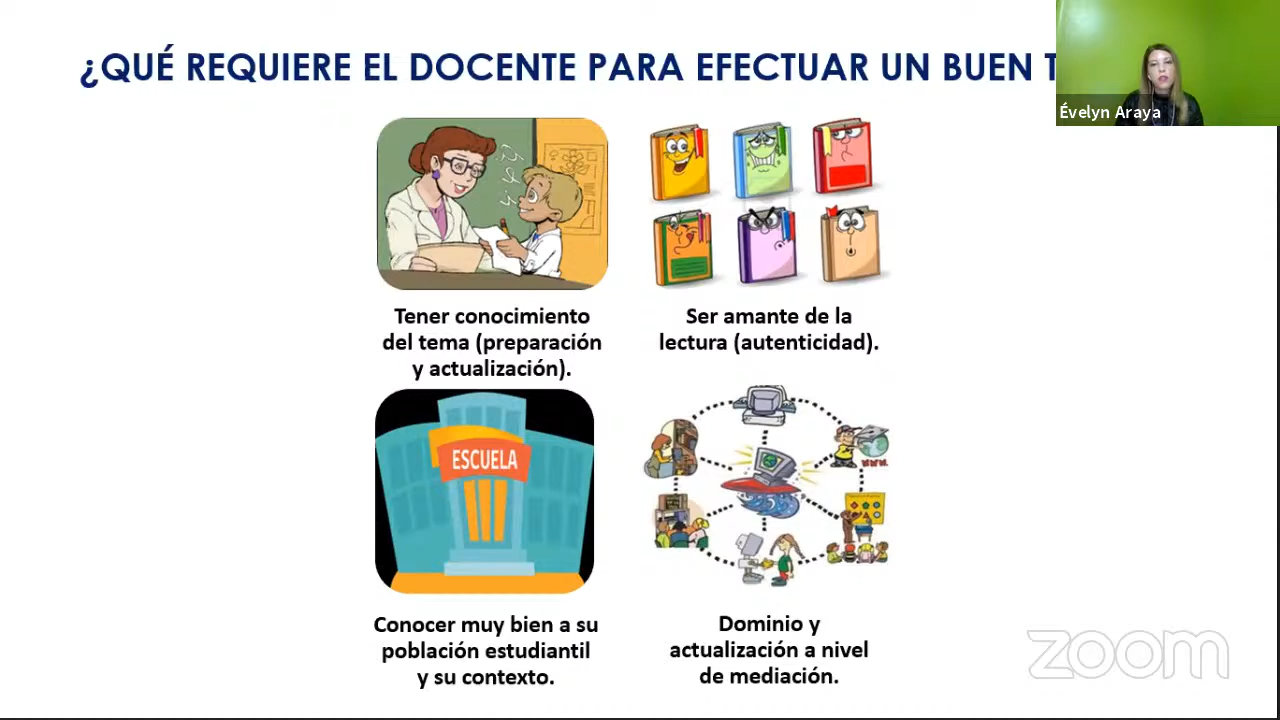 ¿QUÉ REQUIERE EL DOCENTE PARA EFECTUAR UN BUEN
Évelyn Araya
Tener conocimiento
del tema (preparación
y actualización).
Ser amante de la
lectura (autenticidad).
ESCUELA
WWW.
Conocer muy bien a su
población estudiantil
y su contexto.
Dominio y
actualización a nivel
de mediación.
zoom